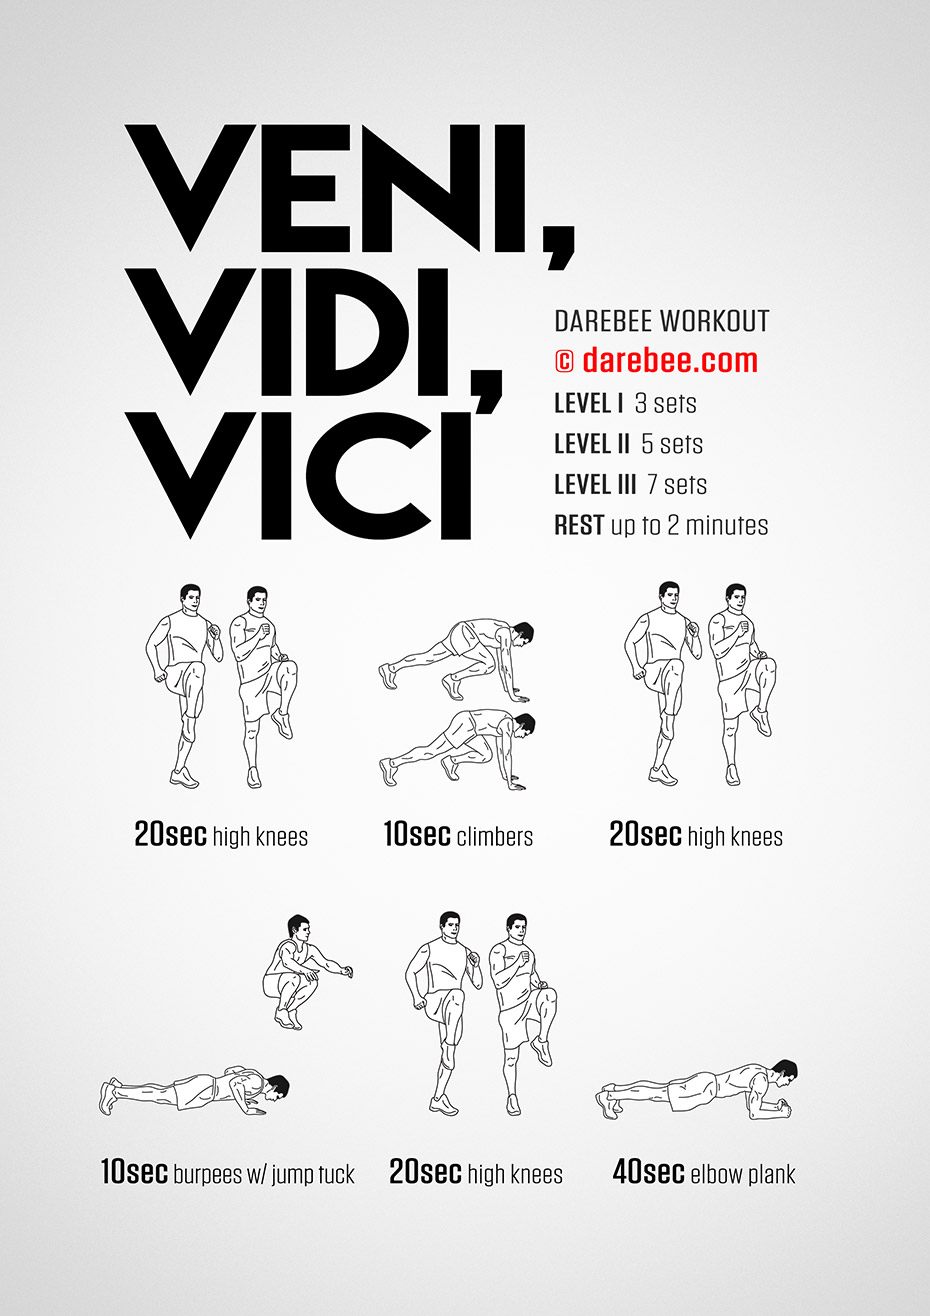 VENI,
VIDI,
VICI
DAREBEE WORKOUT
© darebee.com
LEVEL I 3 sets
LEVEL II 5 sets
LEVEL III 7 sets
REST up to 2 minutes
20sec high knees
10sec climbers
20sec high knees
10sec burpees w/ jump tuck
20sec high knees
40sec elbow plank